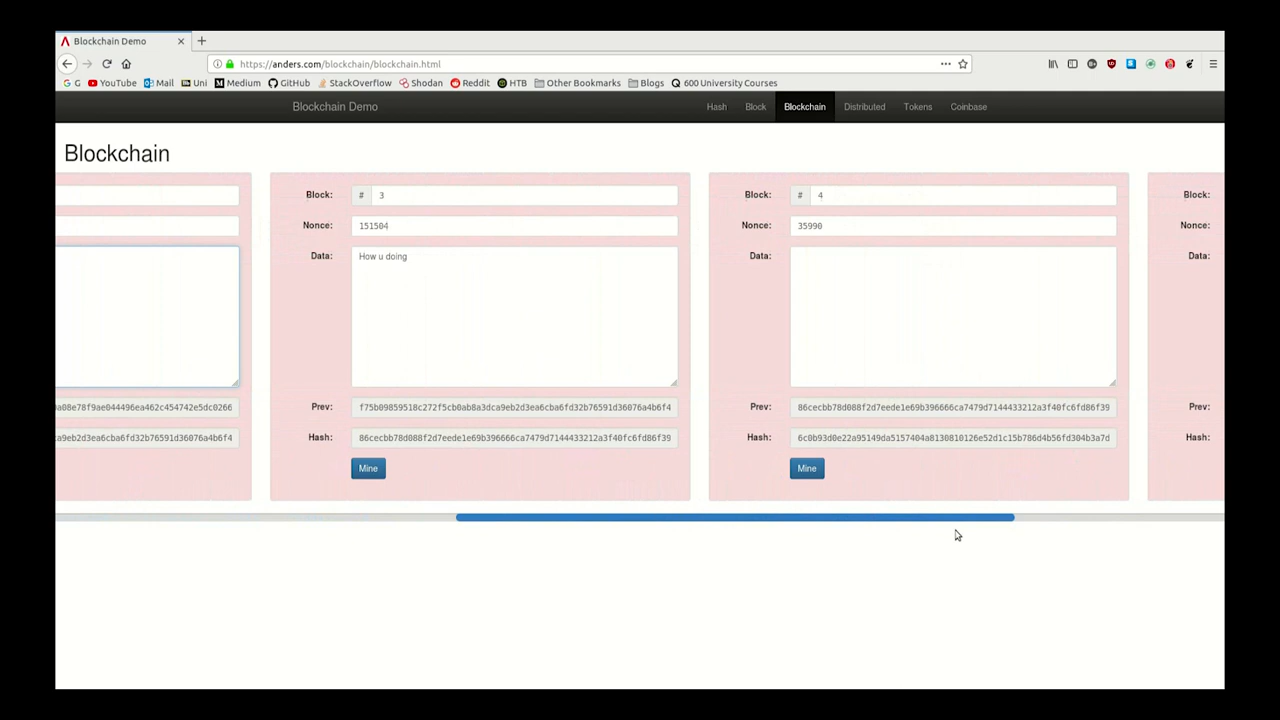 Blockchain Demo
https://anders.com/blockchain/blockchain.html
G YouTube Mail Uni Medium GitHub StackOverflow Shodan Reddit HTB Other Bookmarks Blogs 600 University Courses
Blockchain Demo Hash Block Blockchain Distributed Tokens Coinbase
Blockchain
Block: # 3 Block: # 4 Block:
Nonce: 151504 Nonce: 35990 Nonce:
Data: How u doing Data: Data:
a08e78f9ae044496ea462c454742e5dc0266 Prev: f75b09859518c272f5cb0ab8a3dca9eb2d3ea6cba6fd32b76591d36076a4b6f4 Prev: 86cecbb78d088f2d7eede1e69b396666ca7479d7144433212a3f40fc6fd86f39 Prev:
ca9eb2d3ea6cba6fd32b76591d36076a4b6f4 Hash: 86cecbb78d088f2d7eede1e69b396666ca7479d7144433212a3f40fc6fd86f39 Hash: 6c0b93d0e22a95149da5157404a8130810126e52d1c15b786d4b56fd304b3a7d Hash:
Mine Mine